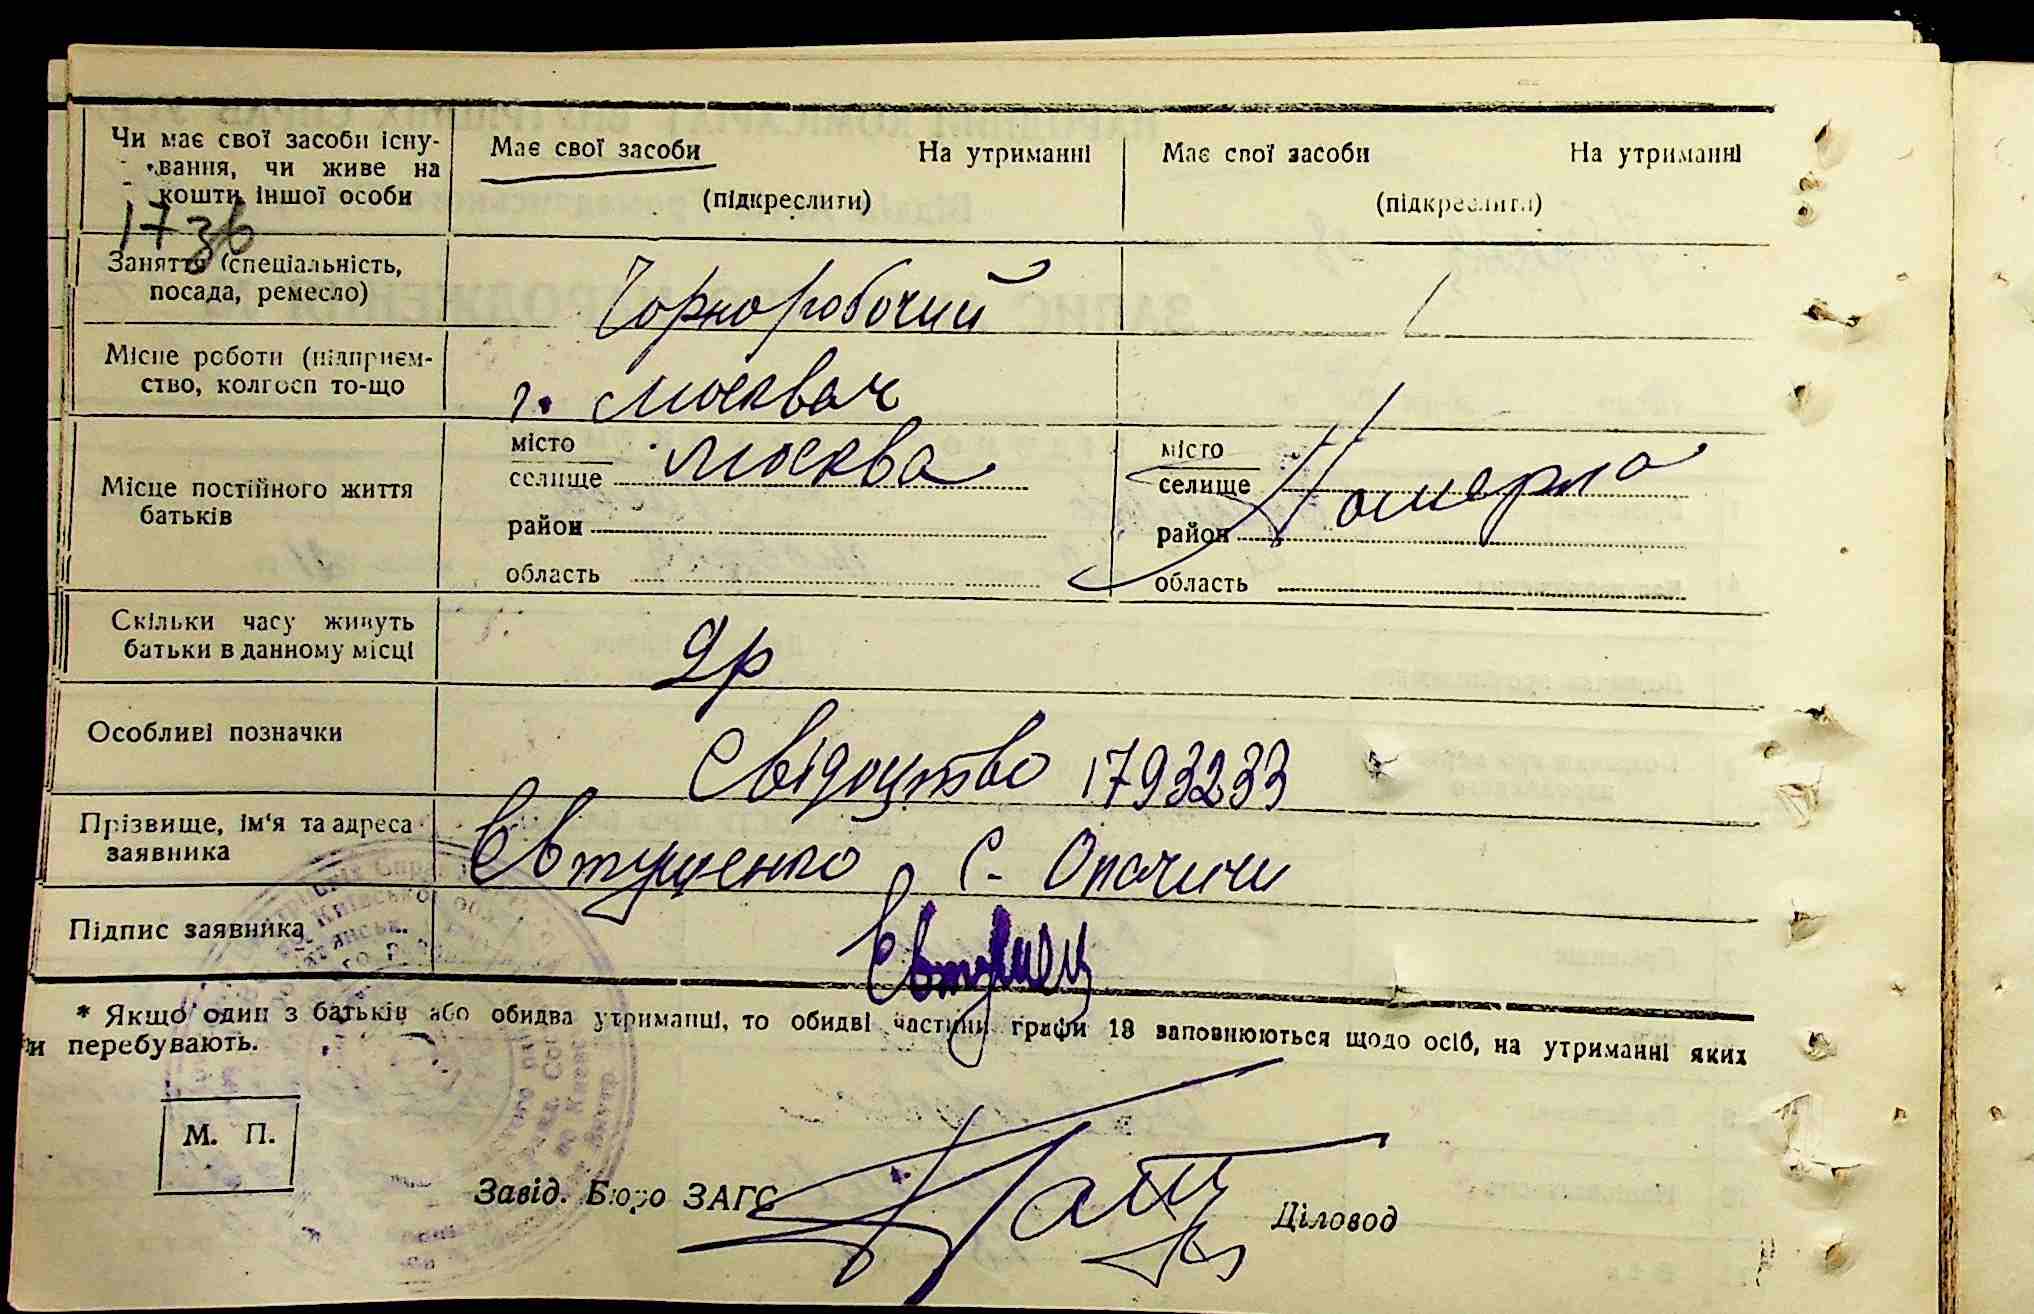 Чи має свої засоби існу-
вання, чи живе на
кошти іншої особи
Має свої засоби На утриманні
(підкреслити)
Має свої засоби На утриманні
(підкреслити)
1736
Заняття (спеціальність,
посада, ремесло)
Чорноробочий
Місце роботи (підприєм-
ство, колгосп то-що
г. Москвач
Місце постійного життя
батьків
місто
селище Москва
район
область
місто
селище Померла
район
область
Скільки часу живуть
батьки в данному місці
2р
Особливі позначки
Свідоцтво 1793233
Прізвище, ім'я та адреса
заявника
Євтушенко С. Опачичи
Підпис заявника
* Якщо один з батьків або обидва утриманці, то обидві частини графи 18 заповнюються щодо осіб, на утриманні яких
и перебувають.
М. П.
Завід. Бюро ЗАГС
Діловод